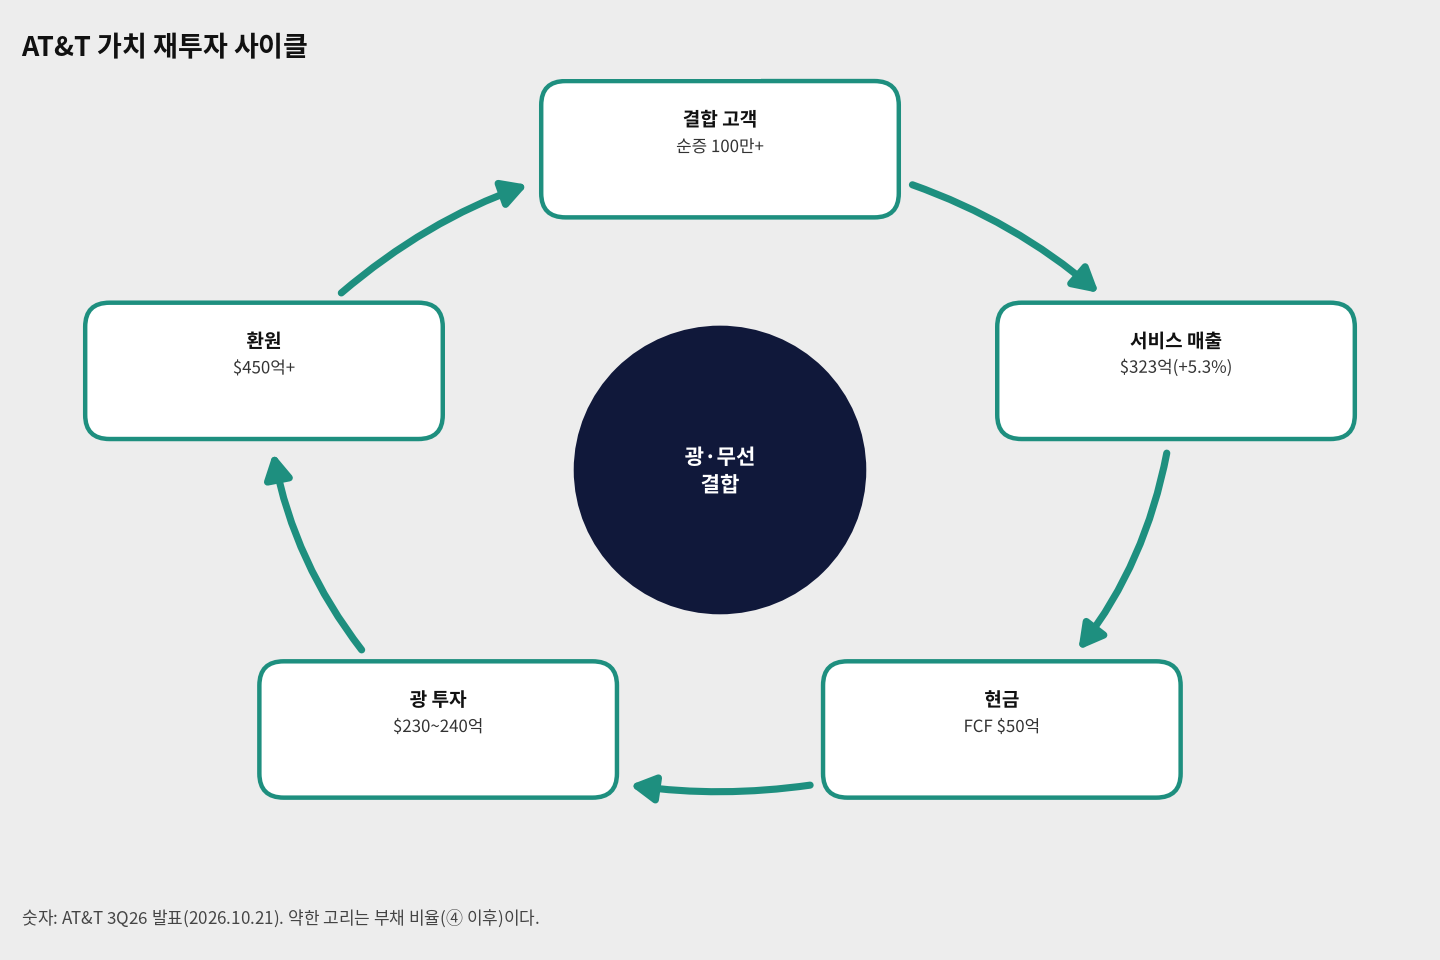 AT&T 가치 재투자 사이클
결합 고객
순증 100만+
서비스 매출
$323억(+5.3%)
현금
FCF $50억
광 투자
$230~240억
환원
$450억+
광·무선
결합
숫자: AT&T 3Q26 발표(2026.10.21). 약한 고리는 부채 비율(④ 이후)이다.